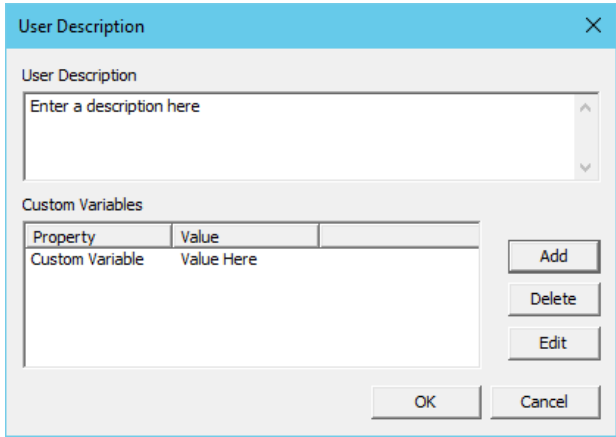 User Description
User Description
Enter a description here
Custom Variables
Property Value
Custom Variable Value Here
Add
Delete
Edit
OK Cancel